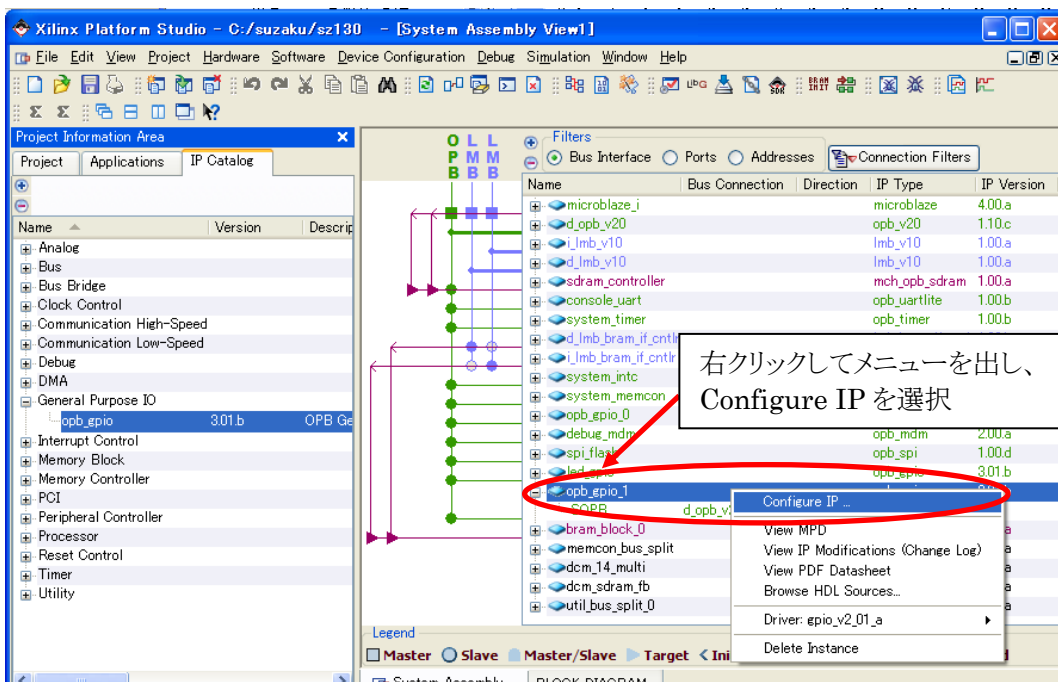 Xilinx Platform Studio - C:/suzaku/sz130 - [System Assembly View1]
File Edit View Project Hardware Software Device Configuration Debug Simulation Window Help
Project Information Area
Project Applications IP Catalog
Name Version Descrip
Analog
Bus
Bus Bridge
Clock Control
Communication High-Speed
Communication Low-Speed
Debug
DMA
General Purpose IO
opb_gpio 3.01.b OPB Ge
Interrupt Control
Memory Block
Memory Controller
PCI
Peripheral Controller
Processor
Reset Control
Timer
Utility
O L L
P M M
B B B
Filters
Bus Interface Ports Addresses Connection Filters
Name Bus Connection Direction IP Type IP Version
microblaze_i microblaze 4.00.a
d_opb_v20 opb_v20 1.10.c
i_lmb_v10 lmb_v10 1.00.a
d_lmb_v10 lmb_v10 1.00.a
sdram_controller mch_opb_sdram 1.00.a
console_uart opb_uartlite 1.00.b
system_timer opb_timer 1.00.b
d_lmb_bram_if_cntlr
i_lmb_bram_if_cntlr
system_intc
system_memcon
opb_gpio_0
debug_mdm opb_mdm 2.00.a
spi_flash opb_spi 1.00.d
led_gpio opb_gpio 3.01.b
opb_gpio_1
SOPB d_opb_v
bram_block_0 a
memcon_bus_split a
dcm_14_multi a
dcm_sdram_fb a
util_bus_split_0 a
右クリックしてメニューを出し、
Configure IP を選択
Configure IP ...
View MPD
View IP Modifications (Change Log)
View PDF Datasheet
Browse HDL Sources...
Driver: gpio_v2_01_a
Delete Instance
Legend
Master Slave Master/Slave Target Ini
System Assembly BLOCK DIAGRAM